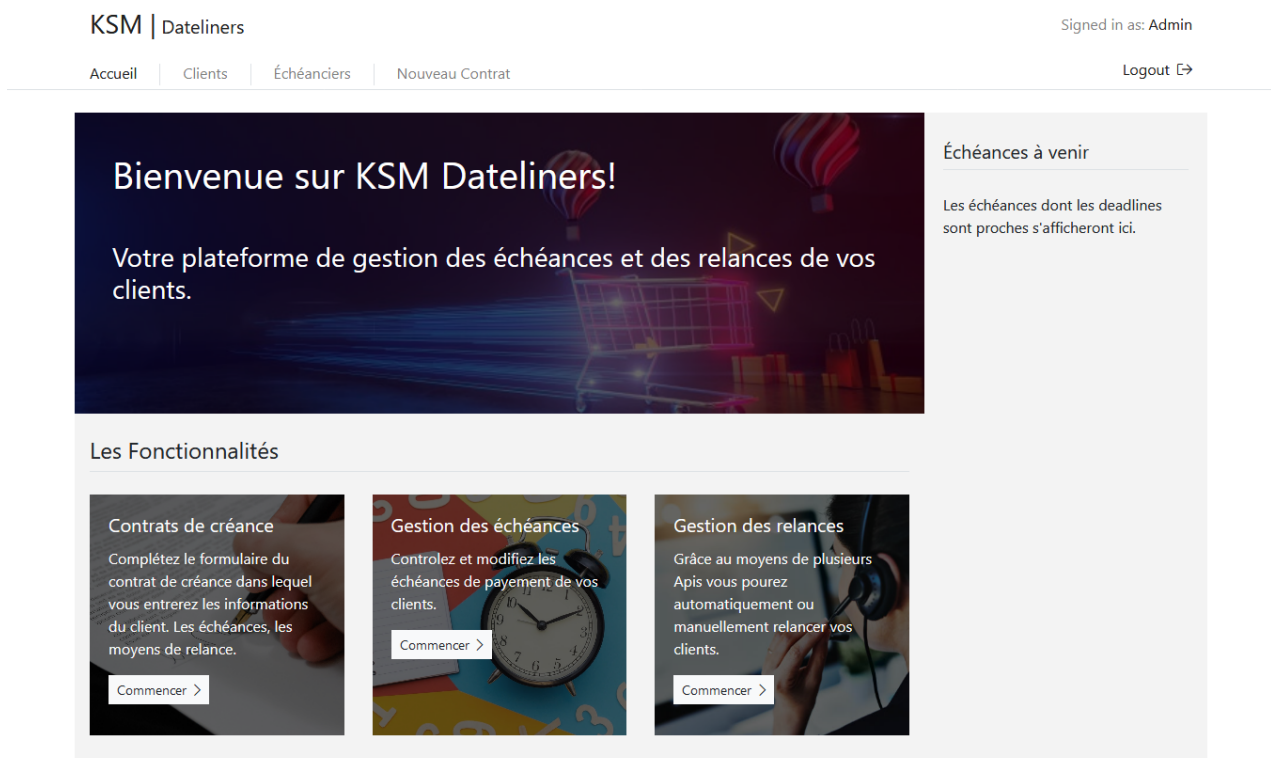 KSM | Dateliners
Signed in as: Admin
Accueil
Clients
Échéanciers
Nouveau Contrat
Logout
Bienvenue sur KSM Dateliners!
Votre plateforme de gestion des échéances et des relances de vos
clients.
Échéances à venir
Les échéances dont les deadlines
sont proches s'afficheront ici.
Les Fonctionnalités
Contrats de créance
Complétez le formulaire du
contrat de créance dans lequel
vous entrerez les informations
du client. Les échéances, les
moyens de relance.
Commencer
Gestion des échéances
Controlez et modifiez les
échéances de payement de vos
clients.
Commencer
Gestion des relances
Grâce au moyens de plusieurs
Apis vous pourez
automatiquement ou
manuellement relancer vos
clients.
Commencer